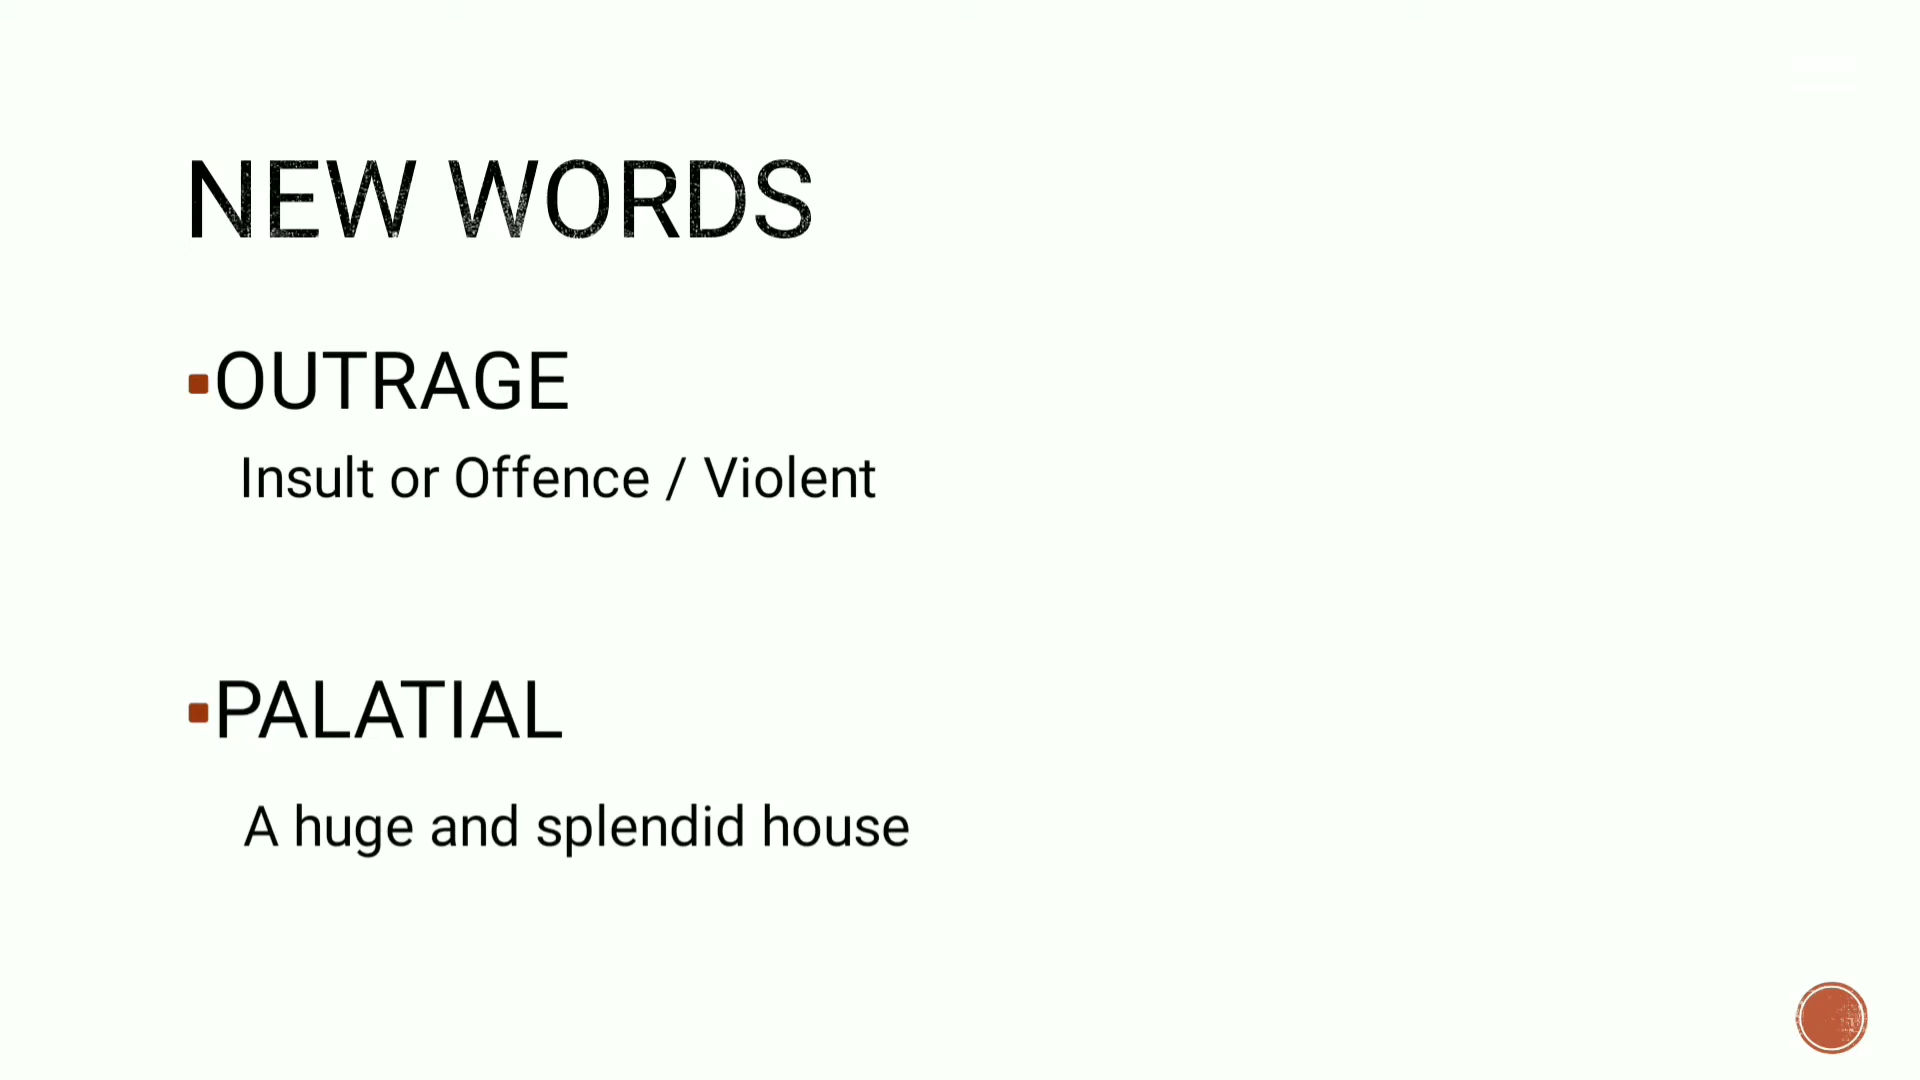 NEW WORDS
▪OUTRAGE
Insult or Offence / Violent
▪PALATIAL
A huge and splendid house